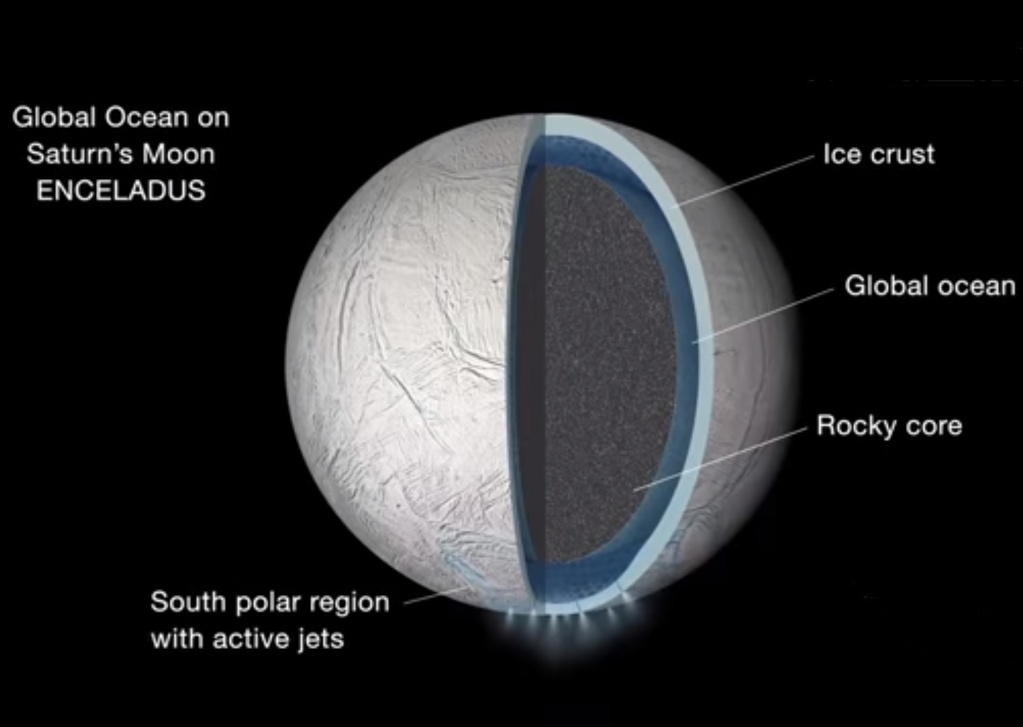 Global Ocean on
Saturn's Moon
ENCELADUS
Ice crust
Global ocean
Rocky core
South polar region
with active jets